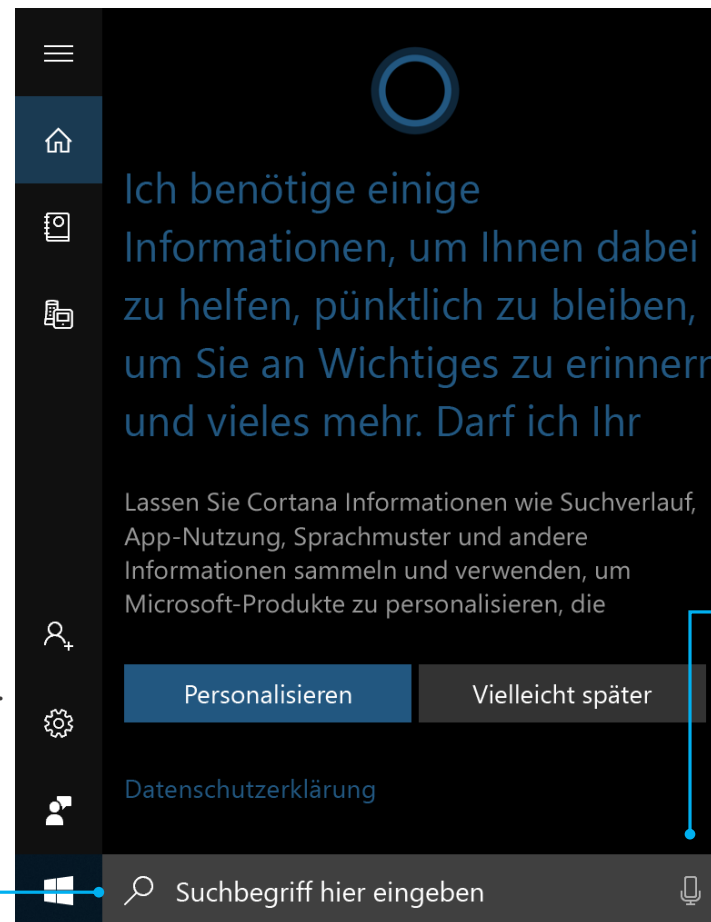 Ich benötige einige
Informationen, um Ihnen dabei
zu helfen, pünktlich zu bleiben,
um Sie an Wichtiges zu erinnern
und vieles mehr. Darf ich Ihr
Lassen Sie Cortana Informationen wie Suchverlauf,
App-Nutzung, Sprachmuster und andere
Informationen sammeln und verwenden, um
Microsoft-Produkte zu personalisieren, die
Personalisieren
Vielleicht später
Datenschutzerklärung
Suchbegriff hier eingeben